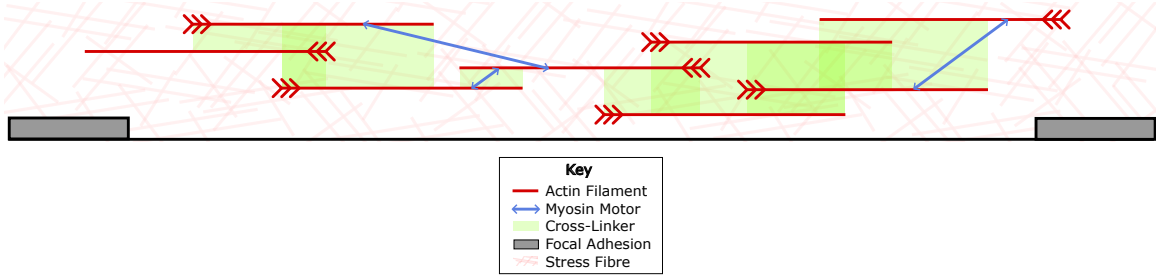 Key
Actin Filament
Myosin Motor
Cross-Linker
Focal Adhesion
Stress Fibre